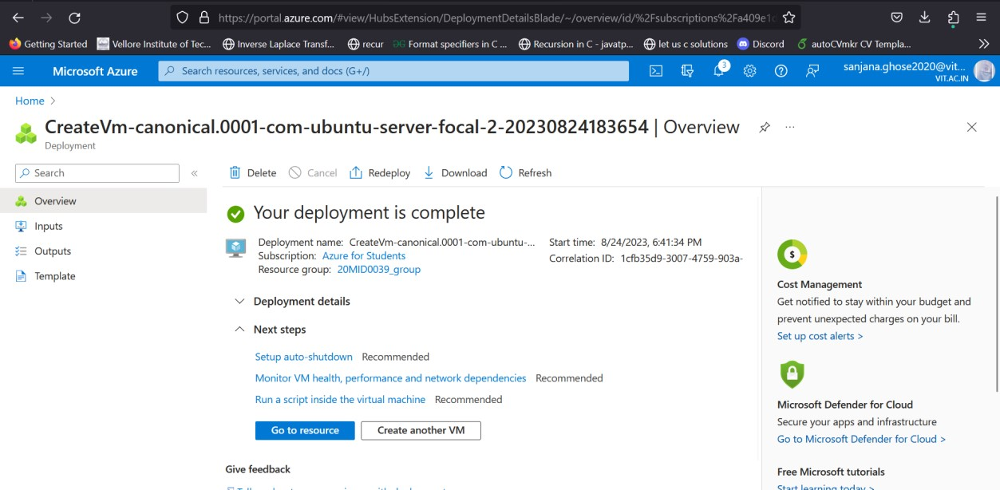 https://portal.azure.com/#view/HubsExtension/DeploymentDetailsBlade/~/overview/id/%2Fsubscriptions%2Fa409e1
Getting Started Vellore Institute of Tec... Inverse Laplace Transf... recur Format specifiers in C ... Recursion in C - javatp... let us c solutions Discord autoCVmkr CV Templa...
Microsoft Azure Search resources, services, and docs (G+/) 3 sanjana.ghose2020@vit...
VIT.AC.IN
Home >
CreateVm-canonical.0001-com-ubuntu-server-focal-2-20230824183654 | Overview ...
Deployment
Search «
Delete Cancel Redeploy Download Refresh
Overview
Inputs
Outputs
Template
Your deployment is complete
Deployment name: CreateVm-canonical.0001-com-ubuntu-... Start time: 8/24/2023, 6:41:34 PM
Subscription: Azure for Students Correlation ID: 1cfb35d9-3007-4759-903a-
Resource group: 20MID0039_group
Deployment details
Next steps
Setup auto-shutdown Recommended
Monitor VM health, performance and network dependencies Recommended
Run a script inside the virtual machine Recommended
Go to resource Create another VM
Give feedback
$
Cost Management
Get notified to stay within your budget and
prevent unexpected charges on your bill.
Set up cost alerts >
Microsoft Defender for Cloud
Secure your apps and infrastructure
Go to Microsoft Defender for Cloud >
Free Microsoft tutorials
Start learning today >